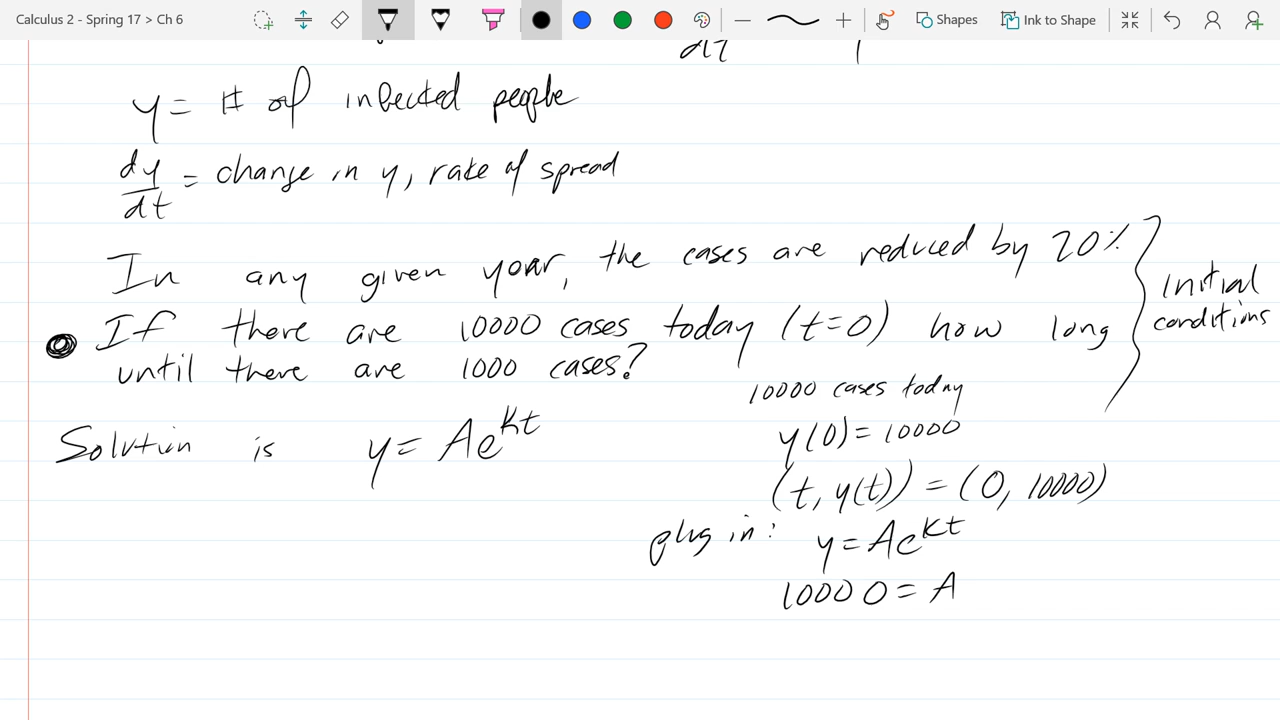 Calculus 2 - Spring 17 > Ch 6
Shapes
Ink to Shape
dt
y = # of infected people
dy/dt = change in y, rate of spread
In any given year, the cases are reduced by 20%
If there are 10000 cases today (t=0) how long
until there are 1000 cases?
initial
conditions
Solution is y = Ae^kt
10000 cases today
y(0) = 10000
(t, y(t)) = (0, 10000)
plug in: y = Ae^kt
10000 = A